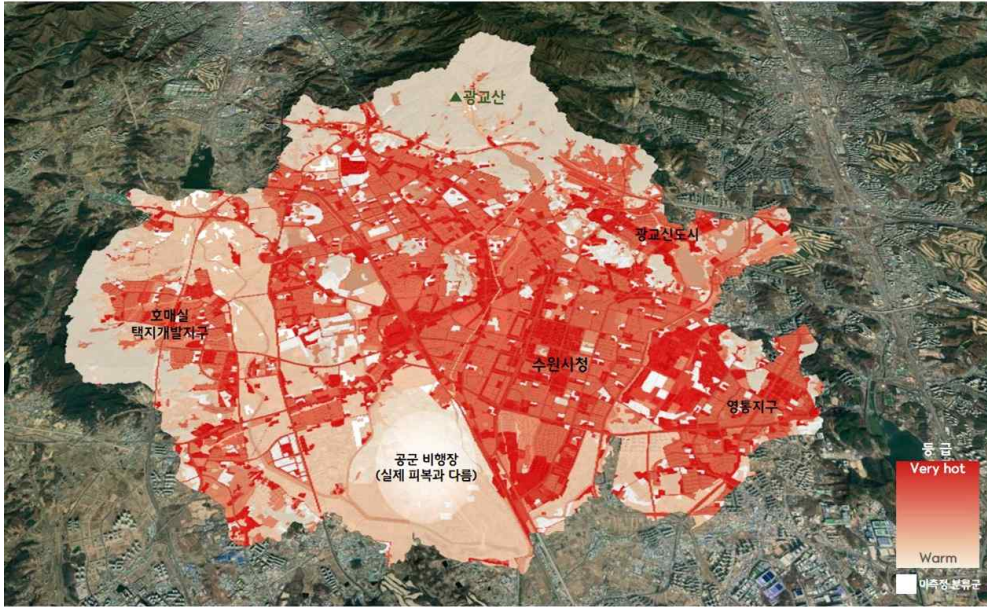 ▲광교산
광교신도시
호매실
택지개발지구
수원시청
영통지구
공군 비행장
(실제 피복과 다름)
등급
Very hot
Warm
미측정 분류군